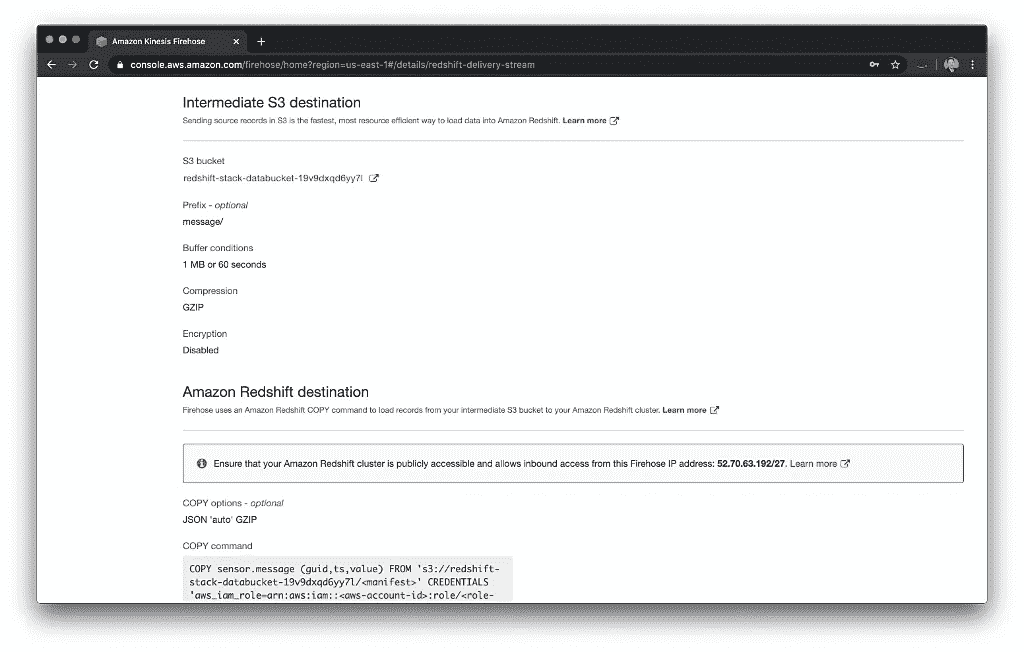 Amazon Kinesis Firehose
console.aws.amazon.com/firehose/home?region=us-east-1#/details/redshift-delivery-stream
Intermediate S3 destination
Sending source records in S3 is the fastest, most resource efficient way to load data into Amazon Redshift. Learn more
S3 bucket
redshift-stack-databucket-19v9dxqd6yy7l
Prefix - optional
message/
Buffer conditions
1 MB or 60 seconds
Compression
GZIP
Encryption
Disabled
Amazon Redshift destination
Firehose uses an Amazon Redshift COPY command to load records from your intermediate S3 bucket to your Amazon Redshift cluster. Learn more
Ensure that your Amazon Redshift cluster is publicly accessible and allows inbound access from this Firehose IP address: 52.70.63.192/27. Learn more
COPY options - optional
JSON 'auto' GZIP
COPY command
COPY sensor.message (guid,ts,value) FROM 's3://redshift-
stack-databucket-19v9dxqd6yy7l/<manifest>' CREDENTIALS
'aws_iam_role=arn:aws:iam::<aws-account-id>:role/<role-